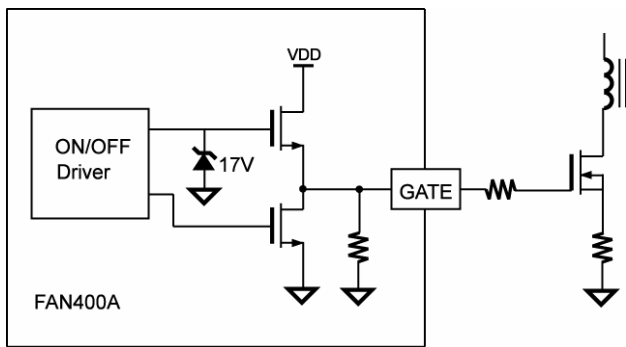 VDD
ON/OFF
Driver
17V
GATE
FAN400A